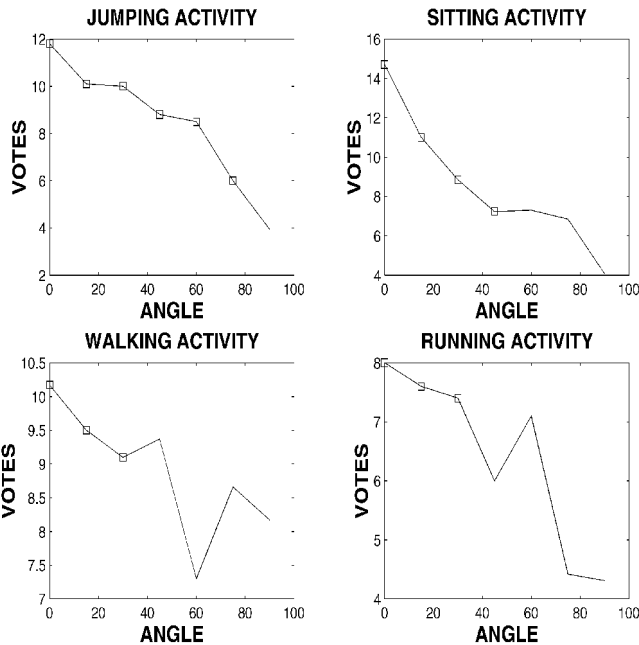 JUMPING ACTIVITY
12
10
8
6
4
2
VOTES
0 20 40 60 80 100
ANGLE
SITTING ACTIVITY
16
14
12
10
8
6
4
VOTES
0 20 40 60 80 100
ANGLE
WALKING ACTIVITY
10.5
10
9.5
9
8.5
8
7.5
7
VOTES
0 20 40 60 80 100
ANGLE
RUNNING ACTIVITY
8
7
6
5
4
VOTES
0 20 40 60 80 100
ANGLE